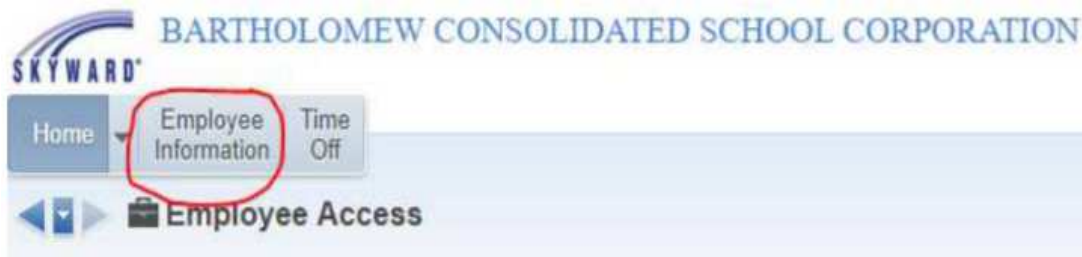 BARTHOLOMEW CONSOLIDATED SCHOOL CORPORATION
SKYWARD®
Home
Employee
Information
Time
Off
Employee Access